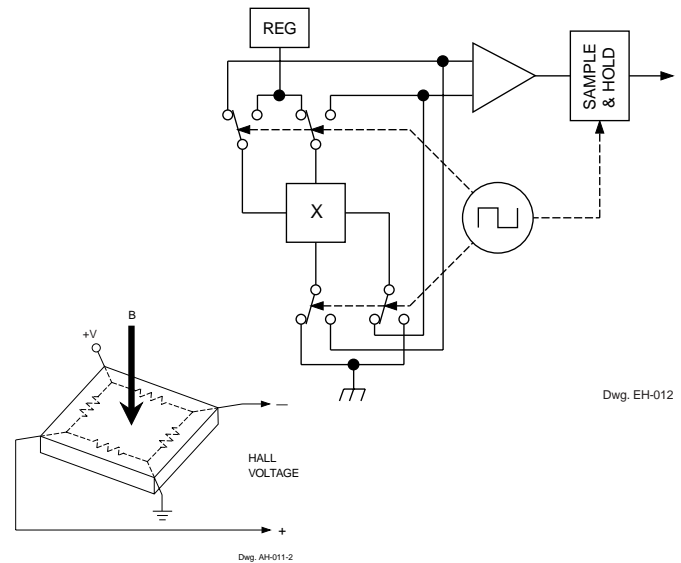 REG
SAMPLE
& HOLD
X
B
+V
Dwg. EH-012
—
HALL
VOLTAGE
+
Dwg. AH-011-2